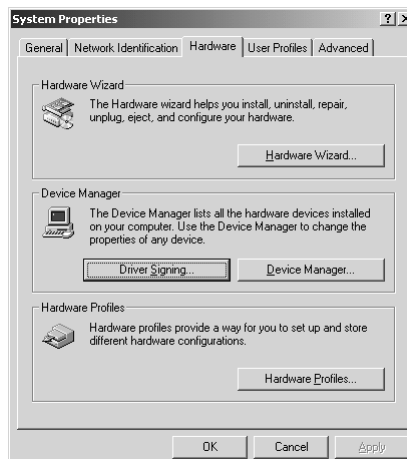 System Properties
General Network Identification Hardware User Profiles Advanced
Hardware Wizard
The Hardware wizard helps you install, uninstall, repair,
unplug, eject, and configure your hardware.
Hardware Wizard...
Device Manager
The Device Manager lists all the hardware devices installed
on your computer. Use the Device Manager to change the
properties of any device.
Driver Signing... Device Manager...
Hardware Profiles
Hardware profiles provide a way for you to set up and store
different hardware configurations.
Hardware Profiles...
OK Cancel Apply